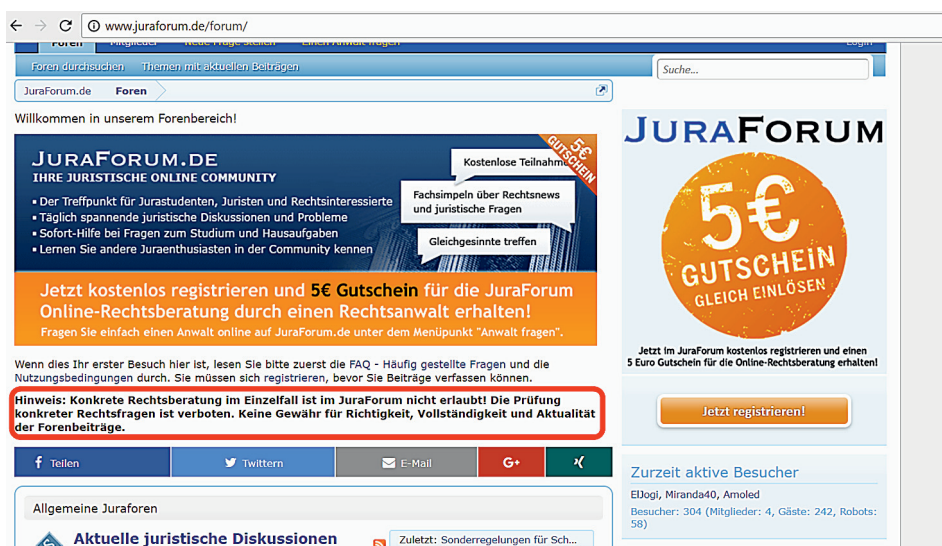 www.juraforum.de/forum/
Foren Mitglieder Neue Frage stellen Einen Anwalt fragen Login
Foren durchsuchen Themen mit aktuellen Beiträgen
Suche...
JuraForum.de Foren
Willkommen in unserem Forenbereich!
JURAFORUM.DE
IHRE JURISTISCHE ONLINE COMMUNITY
▪ Der Treffpunkt für Jurastudenten, Juristen und Rechtsinteressierte
▪ Täglich spannende juristische Diskussionen und Probleme
▪ Sofort-Hilfe bei Fragen zum Studium und Hausaufgaben
▪ Lernen Sie andere Juraenthusiasten in der Community kennen
Kostenlose Teilnahme
5€
GUTSCHEIN
Fachsimpeln über Rechtsnews
und juristische Fragen
Gleichgesinnte treffen
Jetzt kostenlos registrieren und 5€ Gutschein für die JuraForum
Online-Rechtsberatung durch einen Rechtsanwalt erhalten!
Fragen Sie einfach einen Anwalt online auf JuraForum.de unter dem Menüpunkt "Anwalt fragen".
Wenn dies Ihr erster Besuch hier ist, lesen Sie bitte zuerst die FAQ - Häufig gestellte Fragen und die
Nutzungsbedingungen durch. Sie müssen sich registrieren, bevor Sie Beiträge verfassen können.
Hinweis: Konkrete Rechtsberatung im Einzelfall ist im JuraForum nicht erlaubt! Die Prüfung
konkreter Rechtsfragen ist verboten. Keine Gewähr für Richtigkeit, Vollständigkeit und Aktualität
der Forenbeiträge.
f Teilen Twittern E-Mail G+
Allgemeine Juraforen
Aktuelle juristische Diskussionen
Zuletzt: Sonderregelungen für Sch...
JURAFORUM
5€
GUTSCHEIN
GLEICH EINLÖSEN
Jetzt im JuraForum kostenlos registrieren und einen
5 Euro Gutschein für die Online-Rechtsberatung erhalten!
Jetzt registrieren!
Zurzeit aktive Besucher
ElJogi, Miranda40, Amoled
Besucher: 304 (Mitglieder: 4, Gäste: 242, Robots:
58)